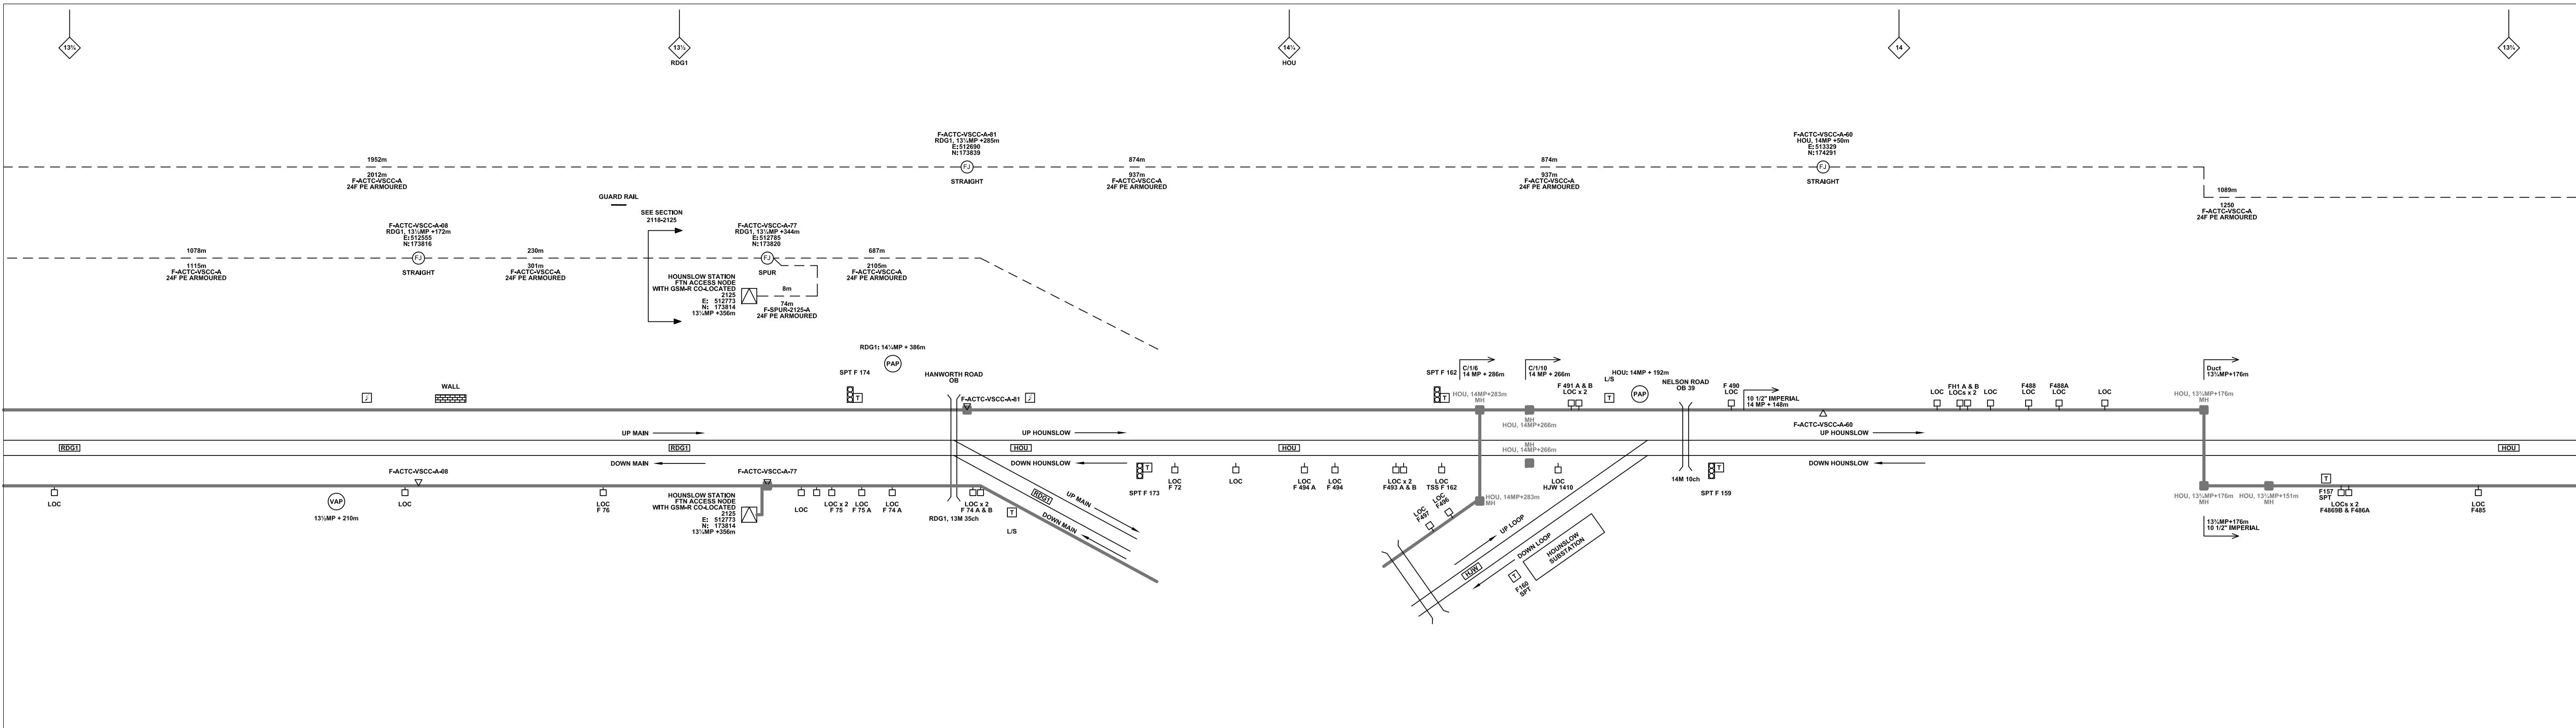 13¾
13½
RDG1
14¼
HOU
14
13¾
F-ACTC-VSCC-A-81
RDG1, 13¼MP +285m
E: 512690
N: 173839
FJ
STRAIGHT
F-ACTC-VSCC-A-60
HOU, 14MP +50m
E: 513329
N: 174291
FJ
STRAIGHT
1952m
2012m
F-ACTC-VSCC-A
24F PE ARMOURED
874m
937m
F-ACTC-VSCC-A
24F PE ARMOURED
874m
937m
F-ACTC-VSCC-A
24F PE ARMOURED
1089m
1250
F-ACTC-VSCC-A
24F PE ARMOURED
GUARD RAIL
SEE SECTION
2118-2125
F-ACTC-VSCC-A-08
RDG1, 13½MP +172m
E: 512555
N: 173816
FJ
STRAIGHT
F-ACTC-VSCC-A-77
RDG1, 13¼MP +344m
E: 512785
N: 173820
FJ
SPUR
1078m
1115m
F-ACTC-VSCC-A
24F PE ARMOURED
230m
301m
F-ACTC-VSCC-A
24F PE ARMOURED
687m
2105m
F-ACTC-VSCC-A
24F PE ARMOURED
HOUNSLOW STATION
FTN ACCESS NODE
WITH GSM-R CO-LOCATED
2125
E: 512773
N: 173814
13¼MP +356m
8m
74m
F-SPUR-2125-A
24F PE ARMOURED
RDG1: 14¼MP + 386m
PAP
SPT F 174
T
HANWORTH ROAD
OB
WALL
F-ACTC-VSCC-A-81
SPT F 162
T
C/1/6
14 MP + 286m
C/1/10
14 MP + 266m
HOU, 14MP+283m
MH
MH
HOU, 14MP+266m
F 491 A & B
LOC x 2
HOU: 14MP + 192m
L/S
T
PAP
NELSON ROAD
OB 39
F 490
LOC
10 1/2" IMPERIAL
14 MP + 148m
F-ACTC-VSCC-A-60
LOC
FH1 A & B
LOCs x 2
LOC
F488
LOC
F488A
LOC
LOC
Duct
13¾MP+176m
HOU, 13¾MP+176m
MH
UP MAIN
UP HOUNSLOW
UP HOUNSLOW
RDG1
RDG1
HOU
HOU
HOU
MH
HOU, 14MP+266m
DOWN MAIN
DOWN HOUNSLOW
DOWN HOUNSLOW
F-ACTC-VSCC-A-08
F-ACTC-VSCC-A-77
LOC
VAP
13½MP + 210m
LOC
LOC
F 76
HOUNSLOW STATION
FTN ACCESS NODE
WITH GSM-R CO-LOCATED
2125
E: 512773
N: 173814
13¼MP +356m
LOC
LOC x 2
F 75
LOC
F 75 A
LOC
F 74 A
LOC x 2
F 74 A & B
RDG1, 13M 35ch
T
L/S
RDG1
UP MAIN
DOWN MAIN
T
SPT F 173
LOC
F 72
LOC
LOC
F 494 A
LOC
F 494
LOC x 2
F493 A & B
LOC
TSS F 162
HOU, 14MP+283m
MH
LOC
HJW 1410
LOC
F497
LOC
F496
UP LOOP
DOWN LOOP
HJW
HOUNSLOW
SUBSTATION
T
F160
SPT
14M 10ch
T
SPT F 159
HOU, 13¾MP+176m
MH
HOU, 13¾MP+151m
MH
13¾MP+176m
10 1/2" IMPERIAL
T
F157
SPT
LOCs x 2
F4869B & F486A
LOC
F485